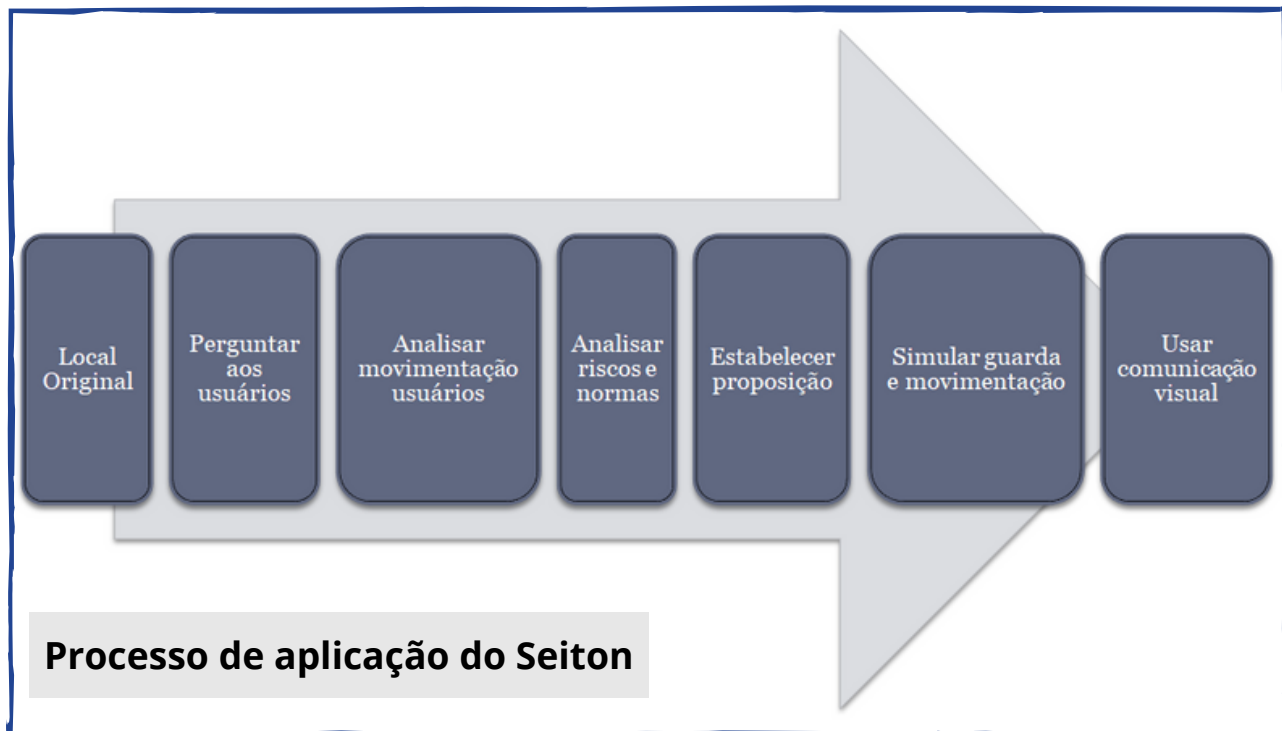 Local
Original
Perguntar
aos
usuários
Analisar
movimentação
usuários
Analisar
riscos e
normas
Estabelecer
proposição
Simular guarda
e movimentação
Usar
comunicação
visual
Processo de aplicação do Seiton